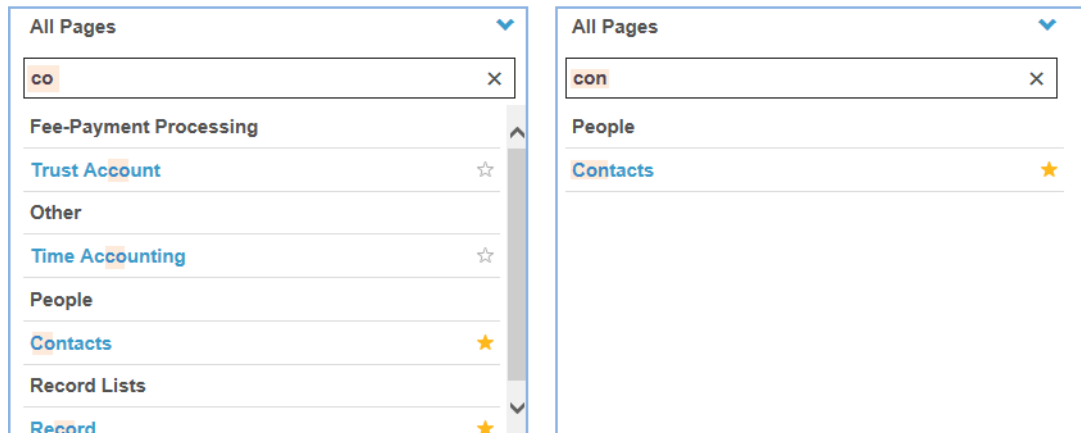 All Pages
co
Fee-Payment Processing
Trust Account
Other
Time Accounting
People
Contacts
Record Lists
Record
All Pages
con
People
Contacts